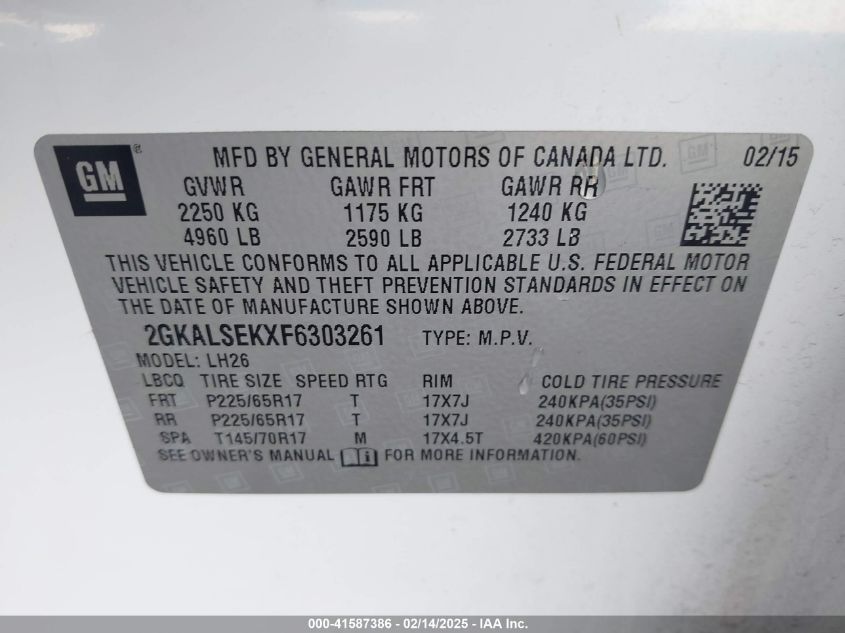 GM ® MFD BY GENERAL MOTORS OF CANADA LTD. 02/15
GVWR GAWR FRT GAWR RR
2250 KG 1175 KG 1240 KG
4960 LB 2590 LB 2733 LB
THIS VEHICLE CONFORMS TO ALL APPLICABLE U.S. FEDERAL MOTOR
VEHICLE SAFETY AND THEFT PREVENTION STANDARDS IN EFFECT ON
THE DATE OF MANUFACTURE SHOWN ABOVE.
2GKALSEKXF6303261 TYPE: M.P.V.
MODEL: LH26
LBCQ TIRE SIZE SPEED RTG RIM COLD TIRE PRESSURE
FRT P225/65R17 T 17X7J 240KPA(35PSI)
RR P225/65R17 T 17X7J 240KPA(35PSI)
SPA T145/70R17 M 17X4.5T 420KPA(60PSI)
SEE OWNER'S MANUAL i FOR MORE INFORMATION.
000-41587386 - 02/14/2025 - IAA Inc.